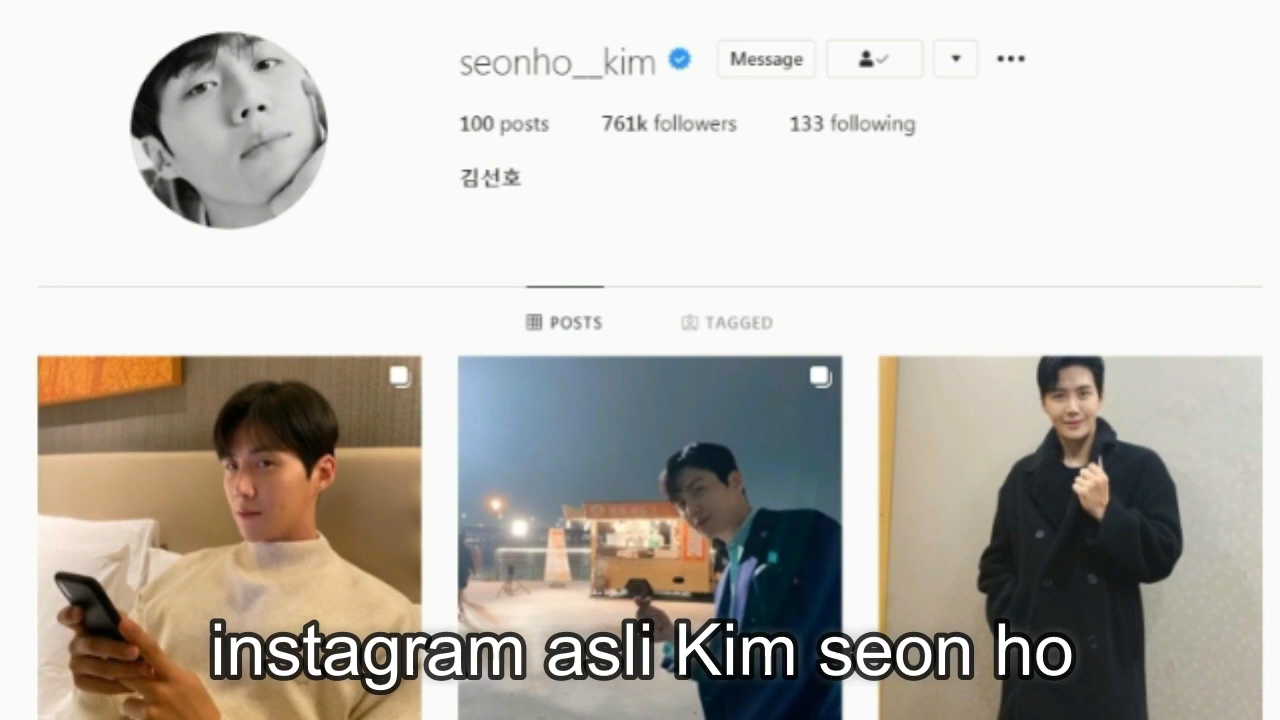 seonho__kim Message
100 posts 761k followers 133 following
김선호
POSTS TAGGED
instagram asli Kim seon ho